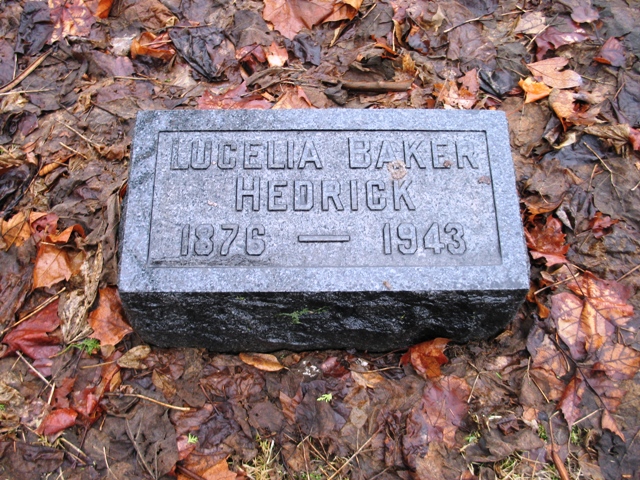 LUCELIA BAKER
HEDRICK
1876 — 1943